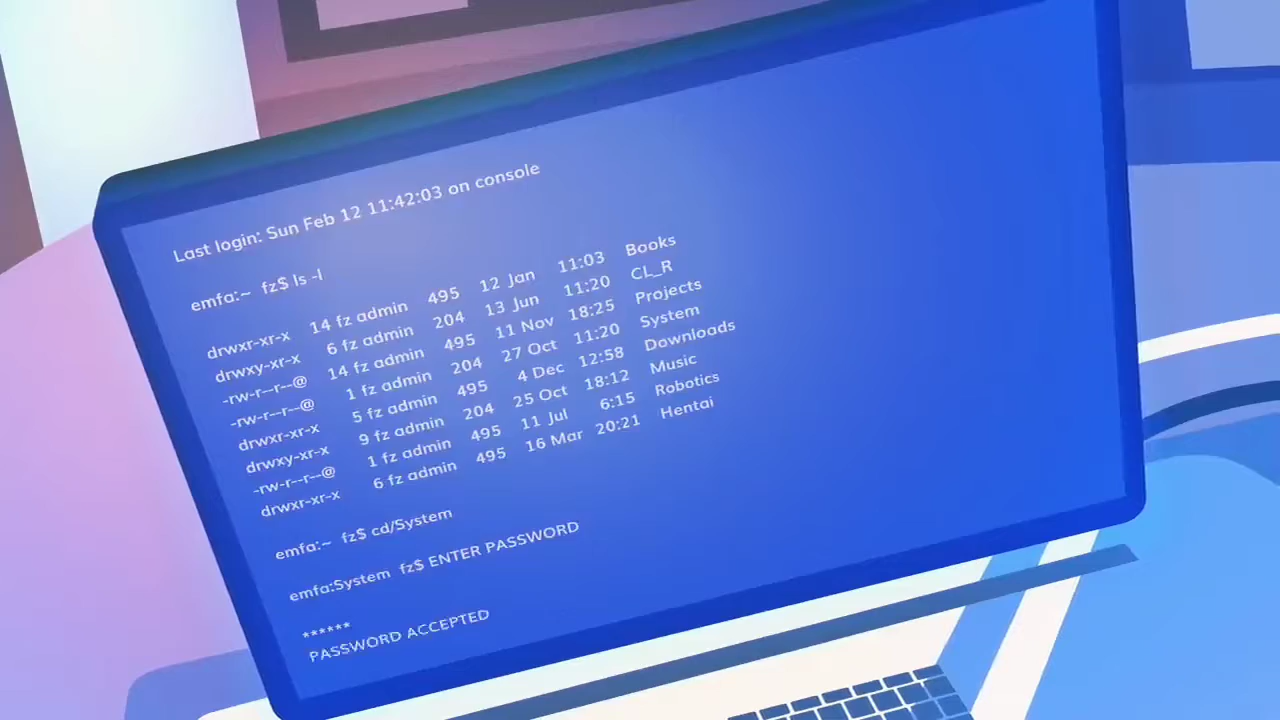 Last login: Sun Feb 12 11:42:03 on console
emfa:~ fz$ ls -l
drwxr-xr-x 14 fz admin 495 12 Jan 11:03 Books
drwxy-xr-x 6 fz admin 204 13 Jun 11:20 CL_R
-rw-r--r--@ 14 fz admin 495 11 Nov 18:25 Projects
-rw-r--r--@ 1 fz admin 204 27 Oct 11:20 System
drwxr-xr-x 5 fz admin 495 4 Dec 12:58 Downloads
drwxy-xr-x 9 fz admin 204 25 Oct 18:12 Music
-rw-r--r--@ 1 fz admin 495 11 Jul 6:15 Robotics
drwxr-xr-x 6 fz admin 495 16 Mar 20:21 Hentai
emfa:~ fz$ cd/System
emfa:System fz$ ENTER PASSWORD
******
PASSWORD ACCEPTED